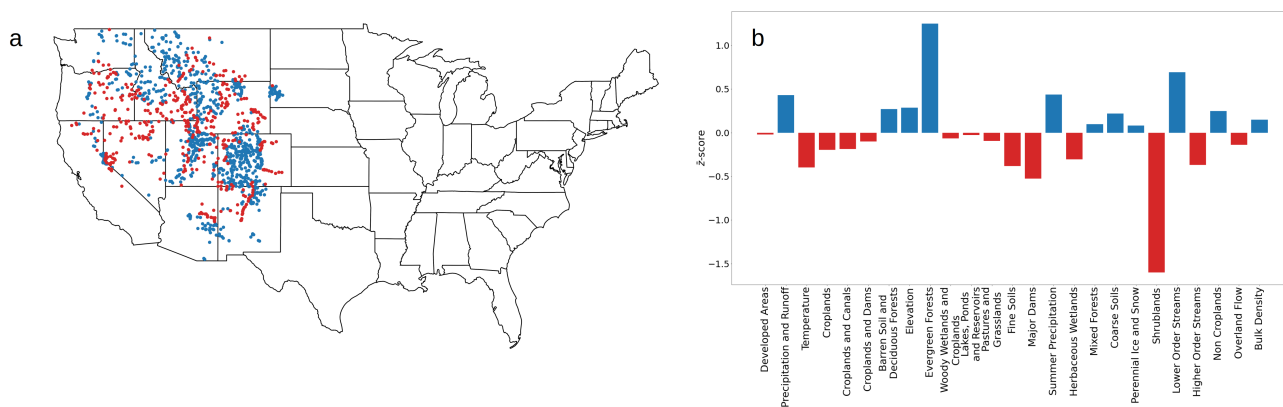 a
b
1.0
0.5
0.0
−0.5
−1.0
−1.5
z̄-score
Developed Areas
Precipitation and Runoff
Temperature
Croplands
Croplands and Canals
Croplands and Dams
Barren Soil and
Deciduous Forests
Elevation
Evergreen Forests
Woody Wetlands and
Croplands
Lakes, Ponds
and Reservoirs
Pastures and
Grasslands
Fine Soils
Major Dams
Summer Precipitation
Herbaceous Wetlands
Mixed Forests
Coarse Soils
Perennial Ice and Snow
Shrublands
Lower Order Streams
Higher Order Streams
Non Croplands
Overland Flow
Bulk Density